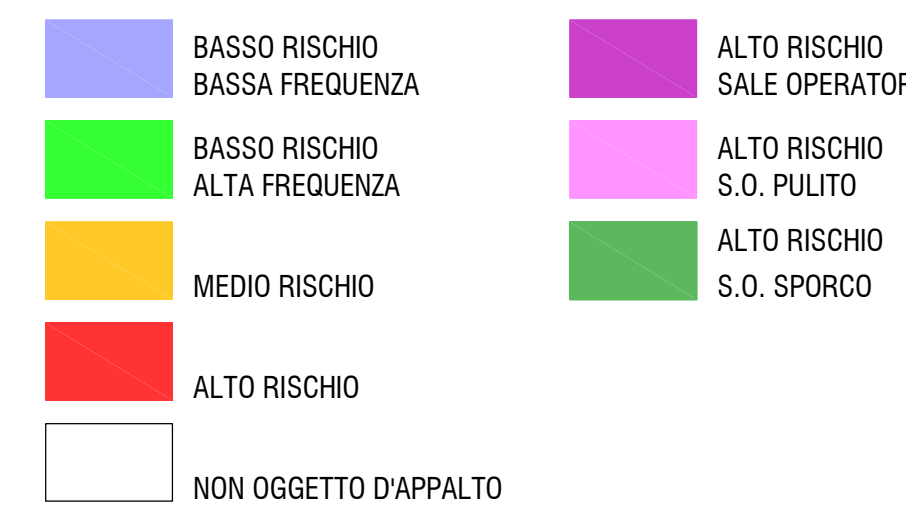 BASSO RISCHIO
BASSA FREQUENZA
BASSO RISCHIO
ALTA FREQUENZA
MEDIO RISCHIO
ALTO RISCHIO
NON OGGETTO D'APPALTO
ALTO RISCHIO
SALE
ALTO RISCHIO
S.O. PULITO
ALTO RISCHIO
S.O. SPORCO